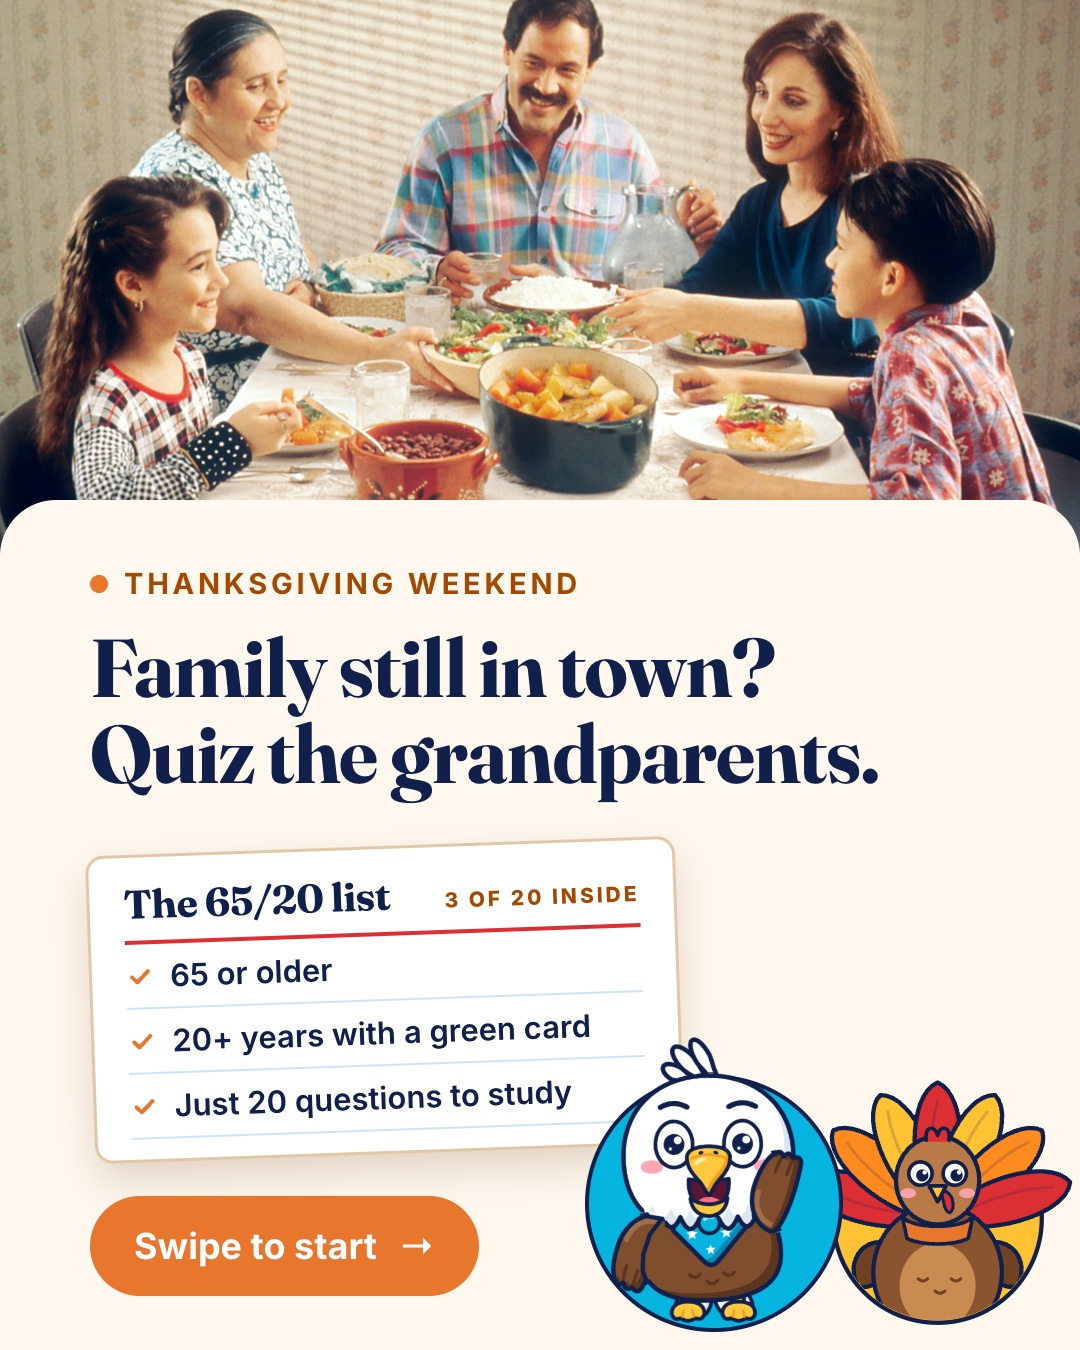 THANKSGIVING WEEKEND
Family still in town?
Quiz the grandparents.
The 65/20 list
3 OF 20 INSIDE
65 or older
20+ years with a green card
Just 20 questions to study
Swipe to start →